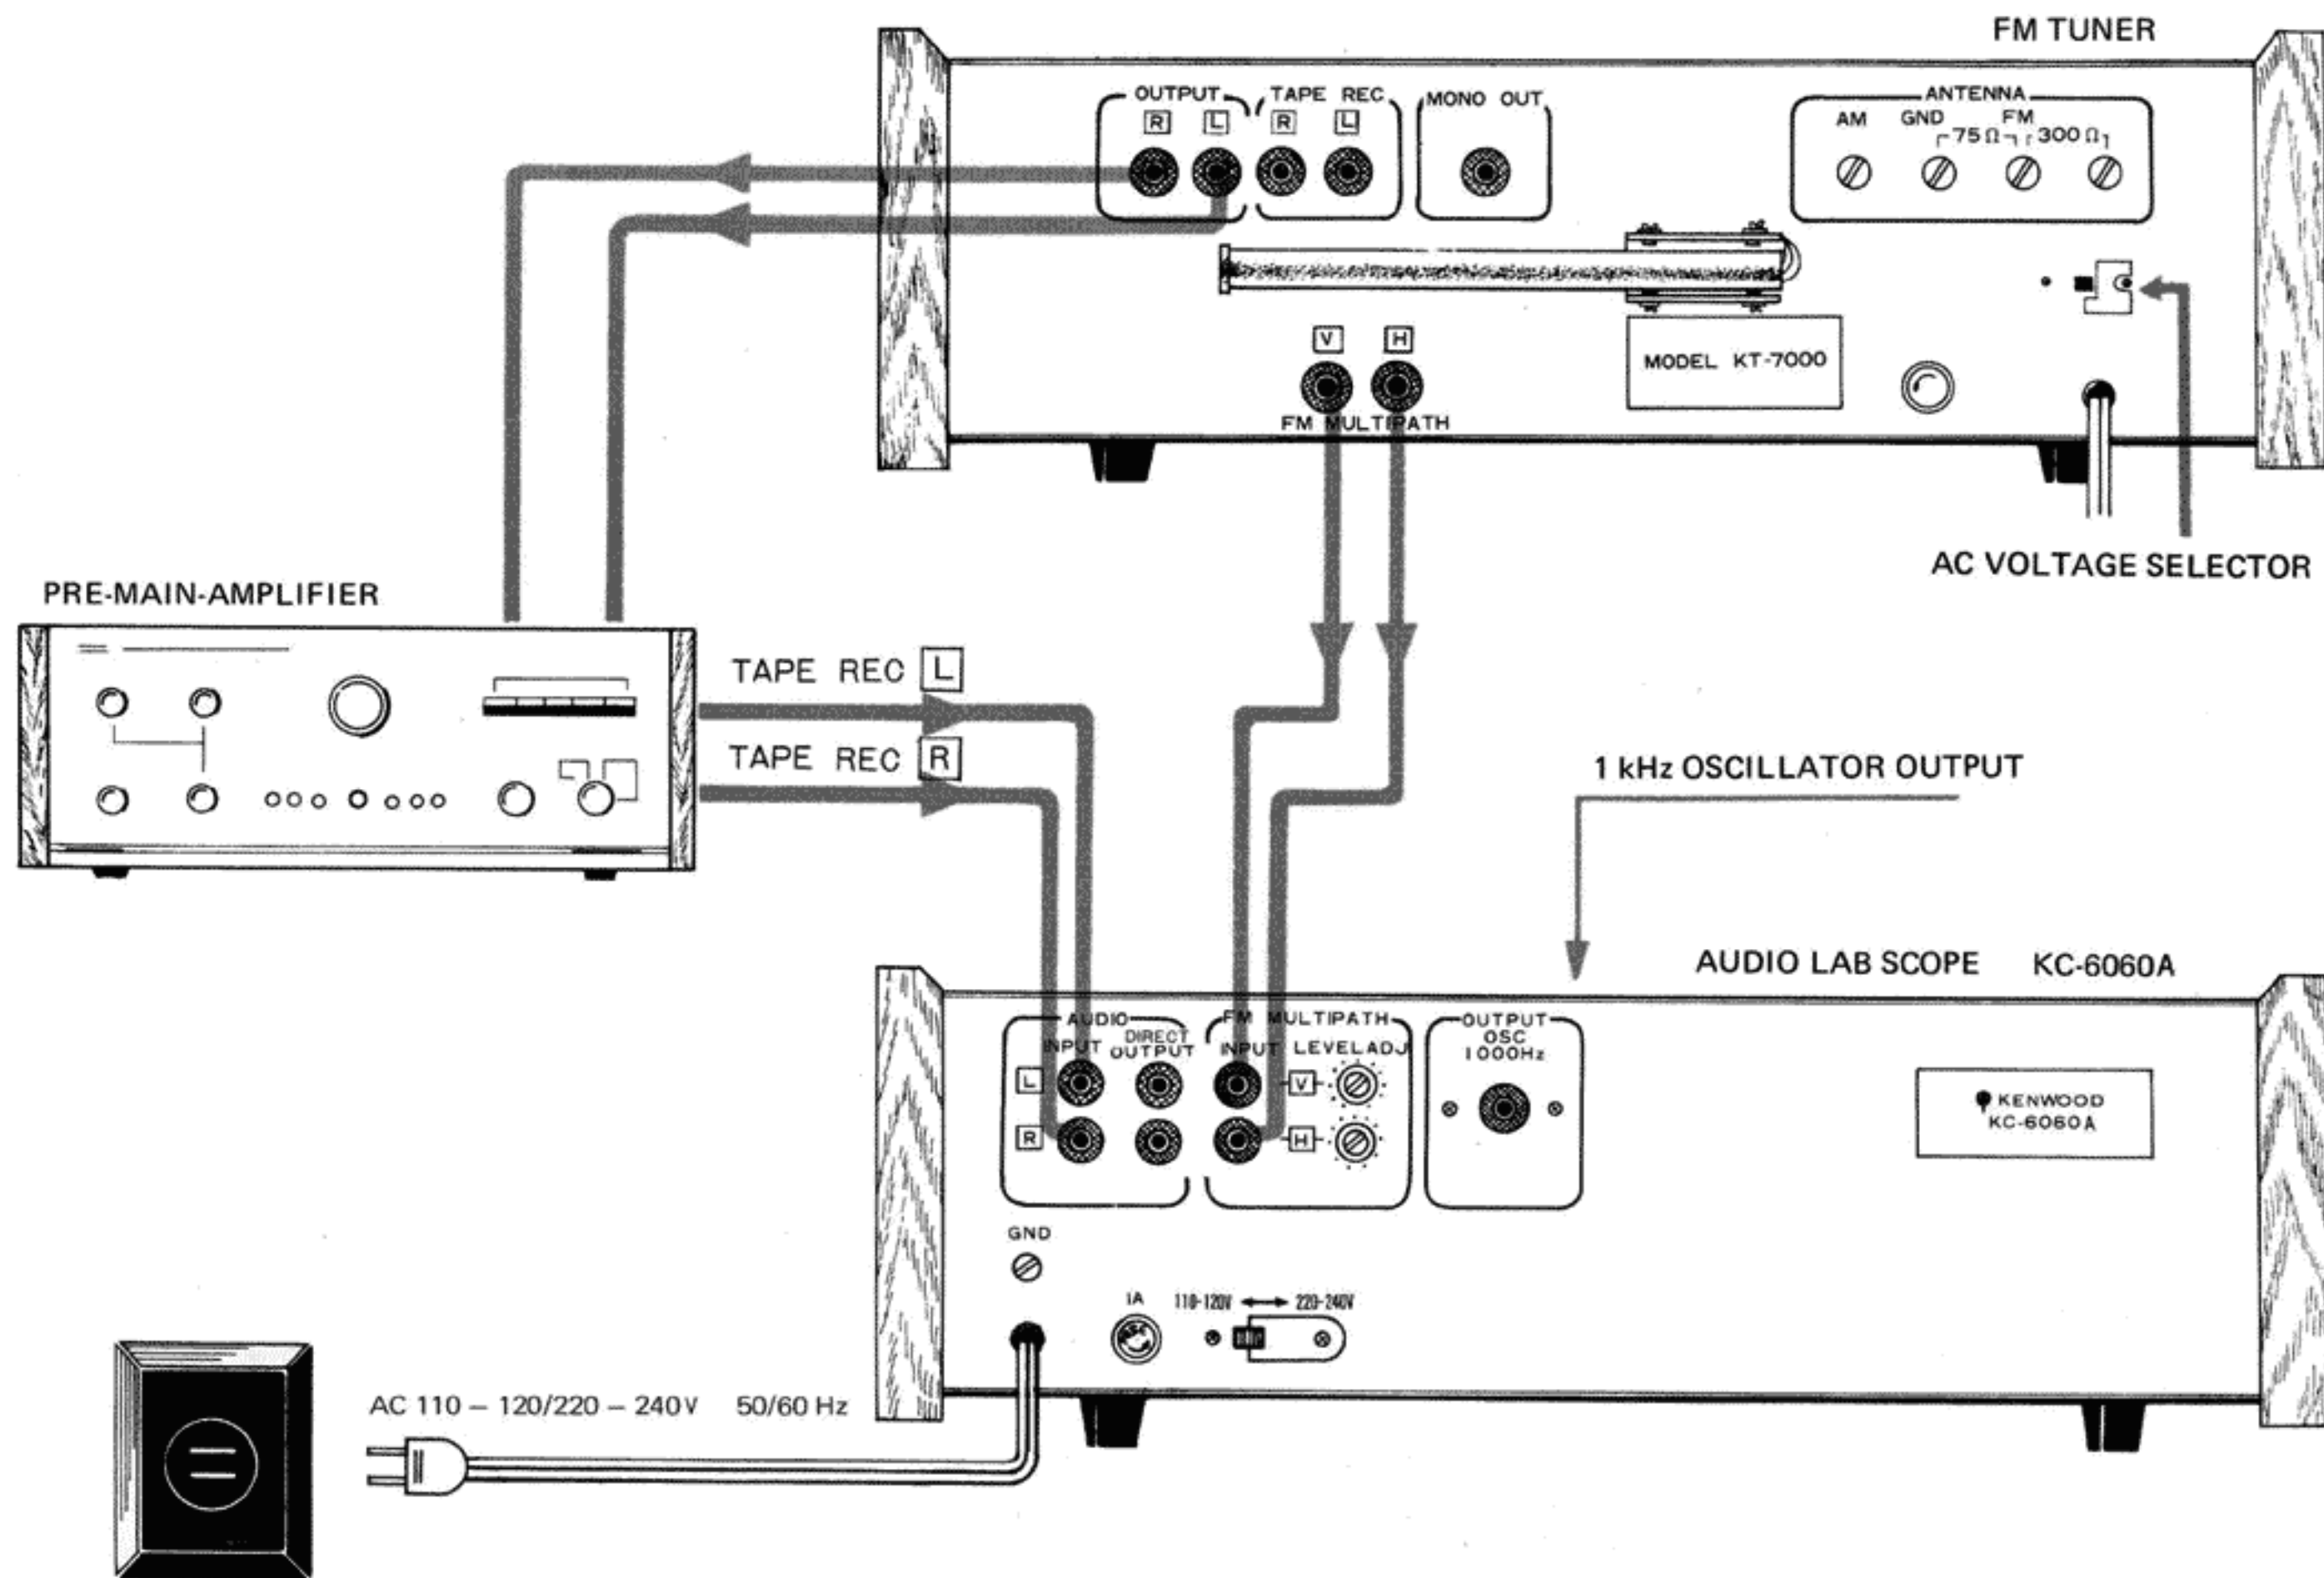 FM TUNER
OUTPUT
R L
TAPE REC
R L
MONO OUT
ANTENNA
AM GND FM
75Ω 300Ω
V H
FM MULTIPATH
MODEL KT-7000
AC VOLTAGE SELECTOR
PRE-MAIN-AMPLIFIER
TAPE REC L
TAPE REC R
1 kHz OSCILLATOR OUTPUT
AUDIO LAB SCOPE KC-6060A
AUDIO
INPUT DIRECT OUTPUT
L
R
FM MULTIPATH
INPUT LEVEL ADJ
V
H
OUTPUT
OSC
1000Hz
KENWOOD
KC-6060A
GND
1A
110-120V 220-240V
AC 110 – 120/220 – 240V 50/60 Hz